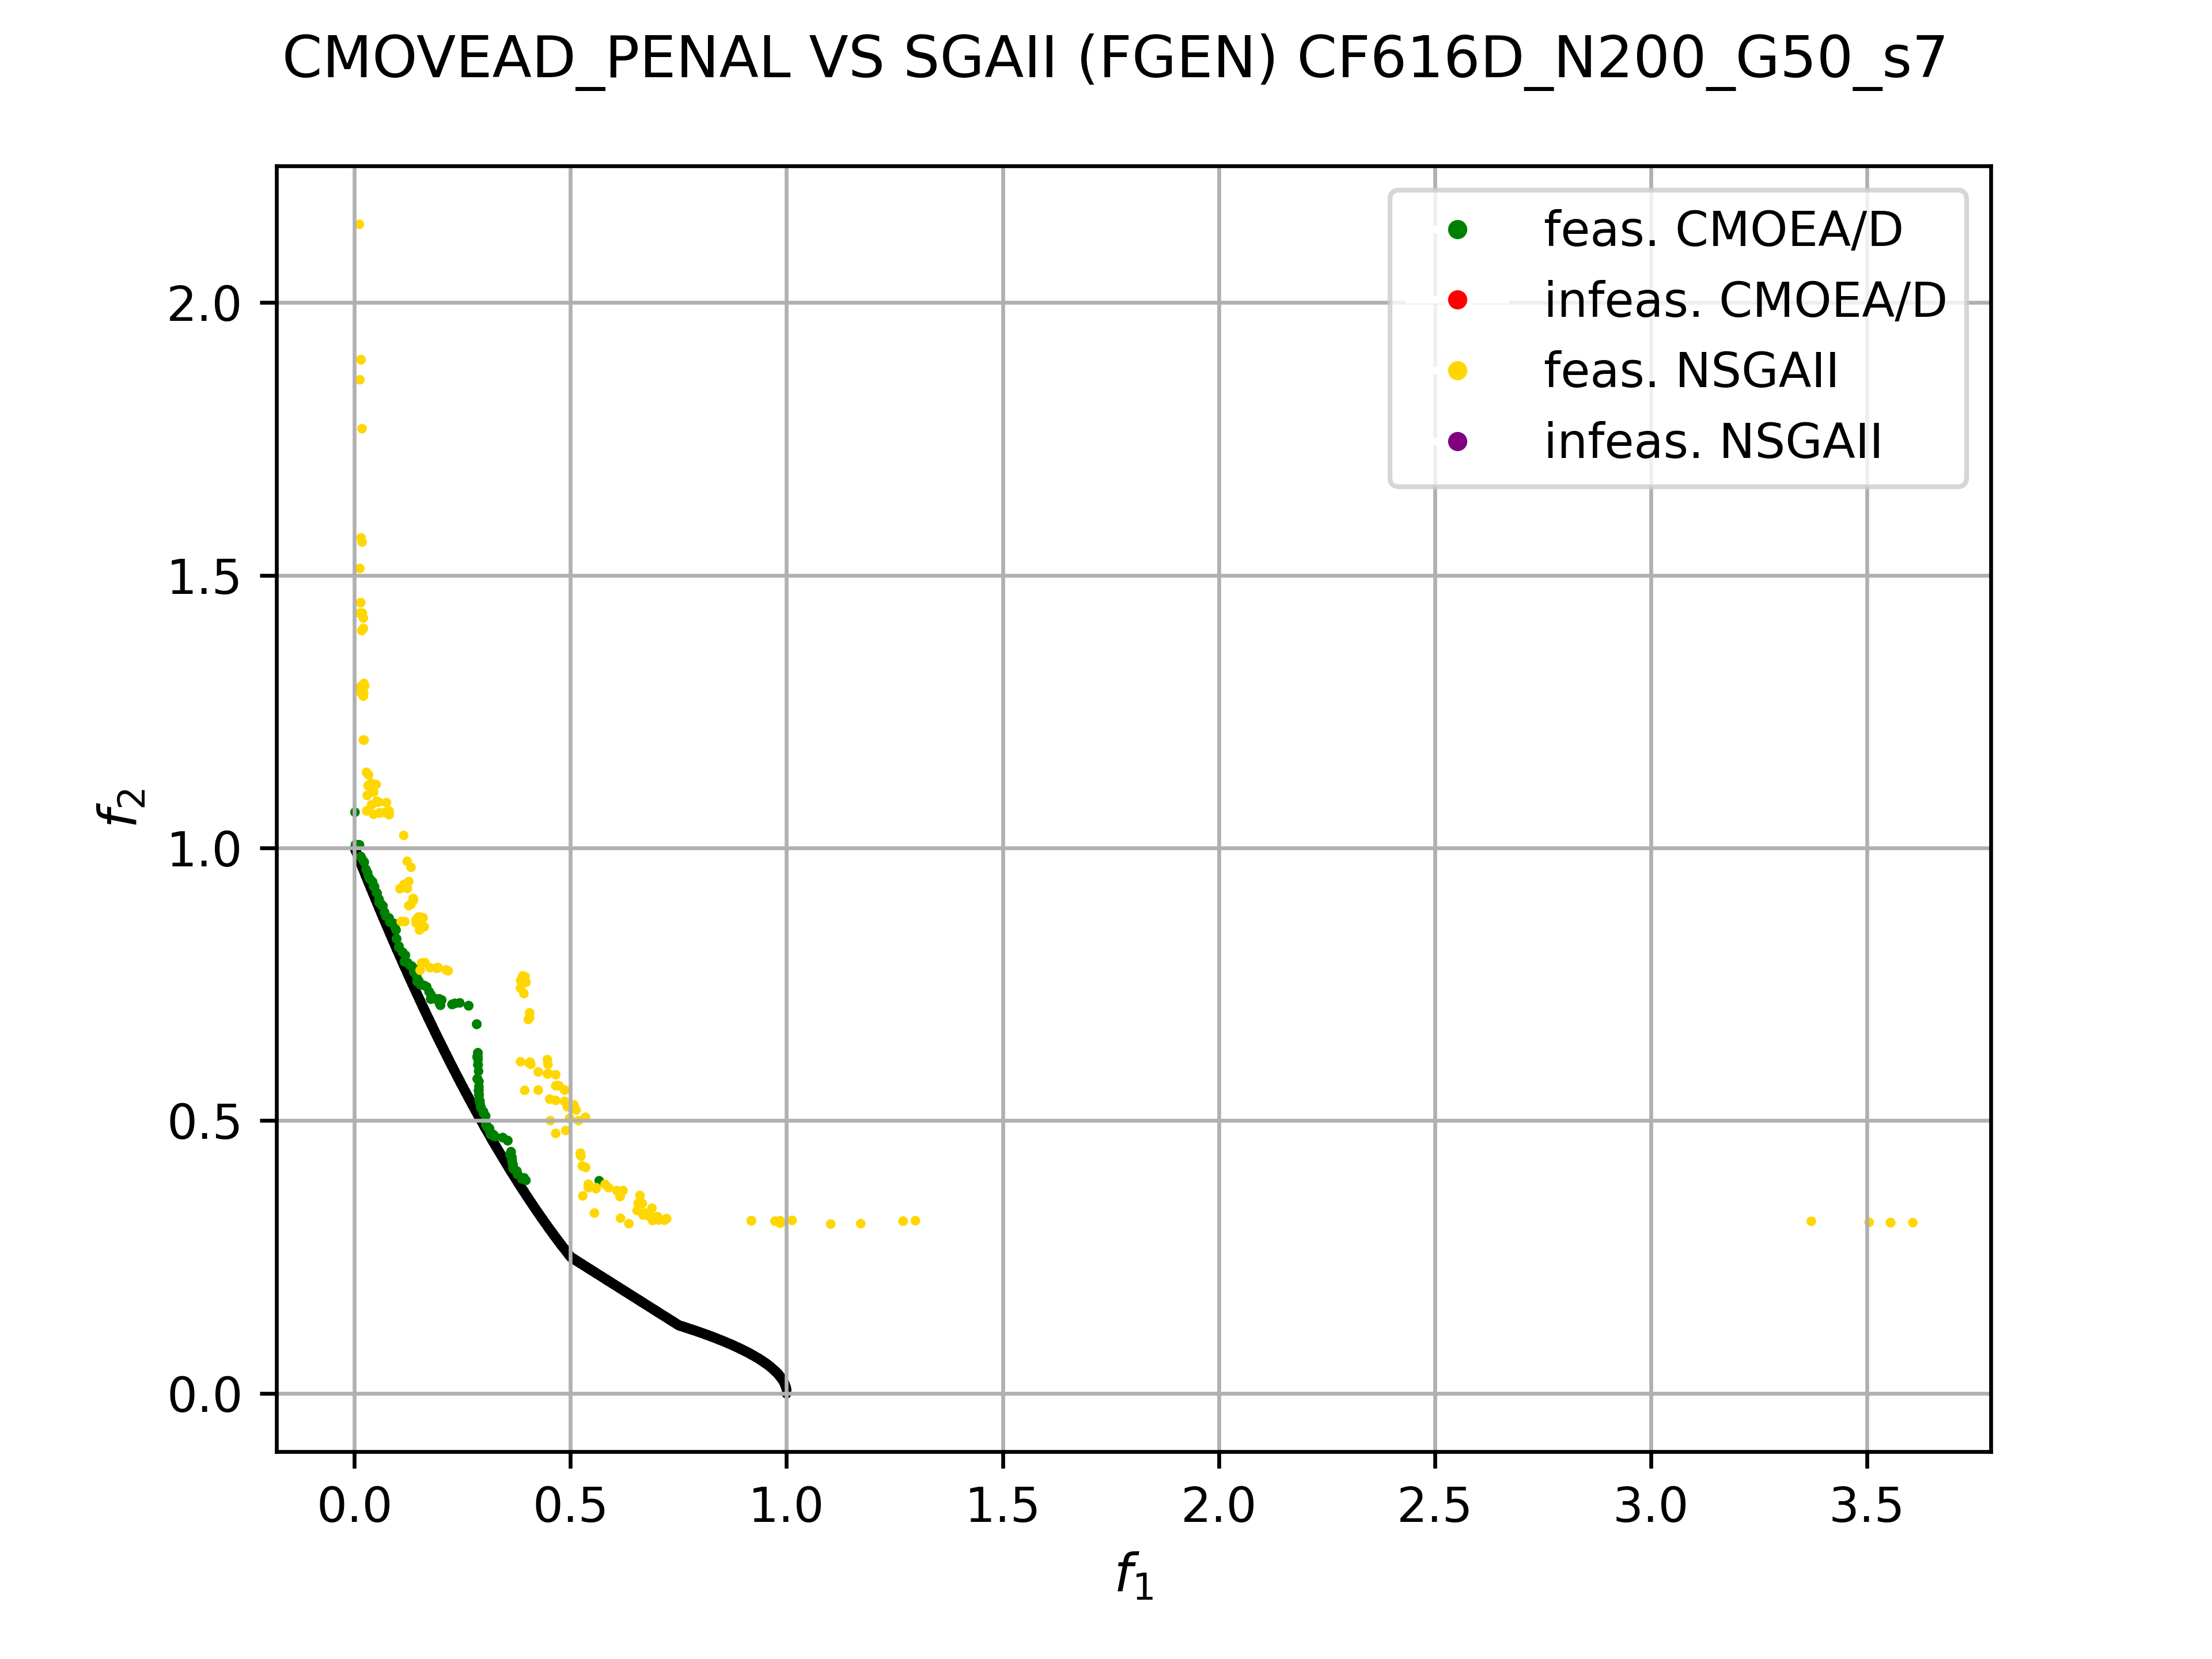 CMOVEAD_PENAL VS SGAII (FGEN) CF616D_N200_G50_s7
feas. CMOEA/D
infeas. CMOEA/D
feas. NSGAII
infeas. NSGAII
2.0
1.5
1.0
0.5
0.0
f2
0.0 0.5 1.0 1.5 2.0 2.5 3.0 3.5
f1